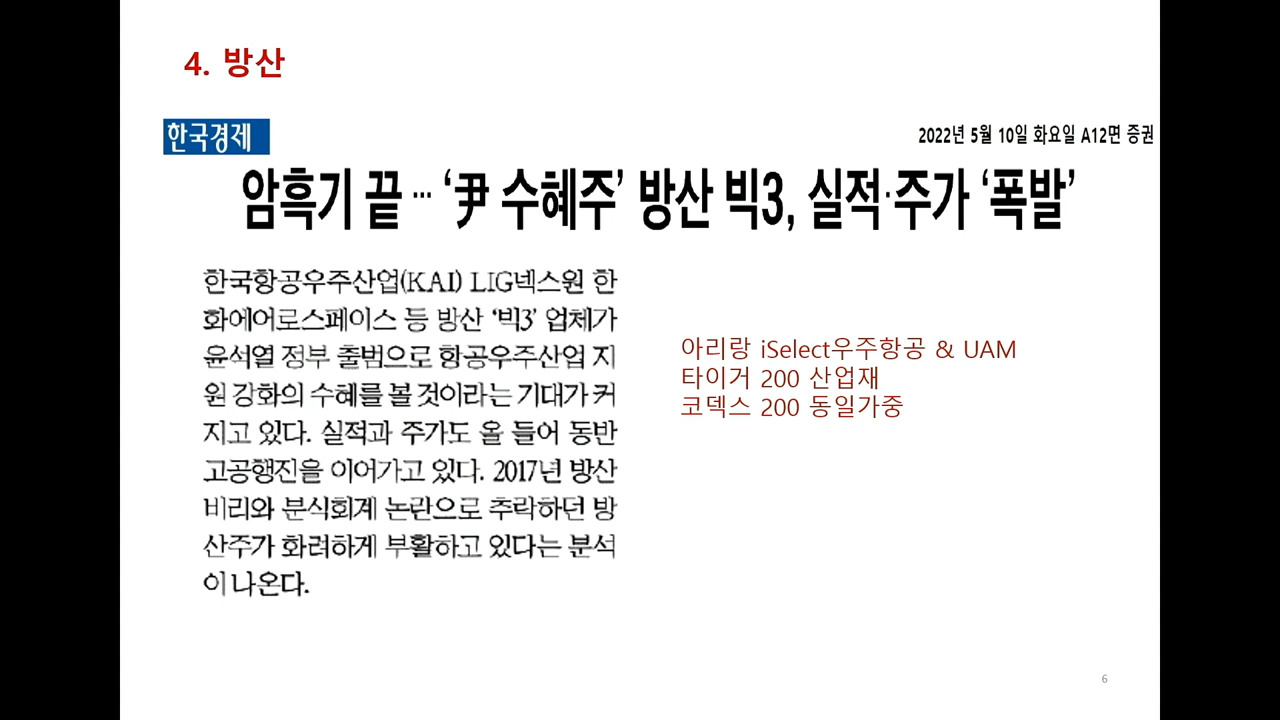 4. 방산
한국경제
2022년 5월 10일 화요일 A12면 증권
암흑기 끝… ‘尹 수혜주’ 방산 빅3, 실적·주가 ‘폭발’
한국항공우주산업(KAI) LIG넥스원 한
화에어로스페이스 등 방산 ‘빅3’ 업체가
윤석열 정부 출범으로 항공우주산업 지
원 강화의 수혜를 볼 것이라는 기대가 커
지고 있다. 실적과 주가도 올 들어 동반
고공행진을 이어가고 있다. 2017년 방산
비리와 분식회계 논란으로 추락하던 방
산주가 화려하게 부활하고 있다는 분석
이 나온다.
아리랑 iSelect우주항공 & UAM
타이거 200 산업재
코덱스 200 동일가중
6